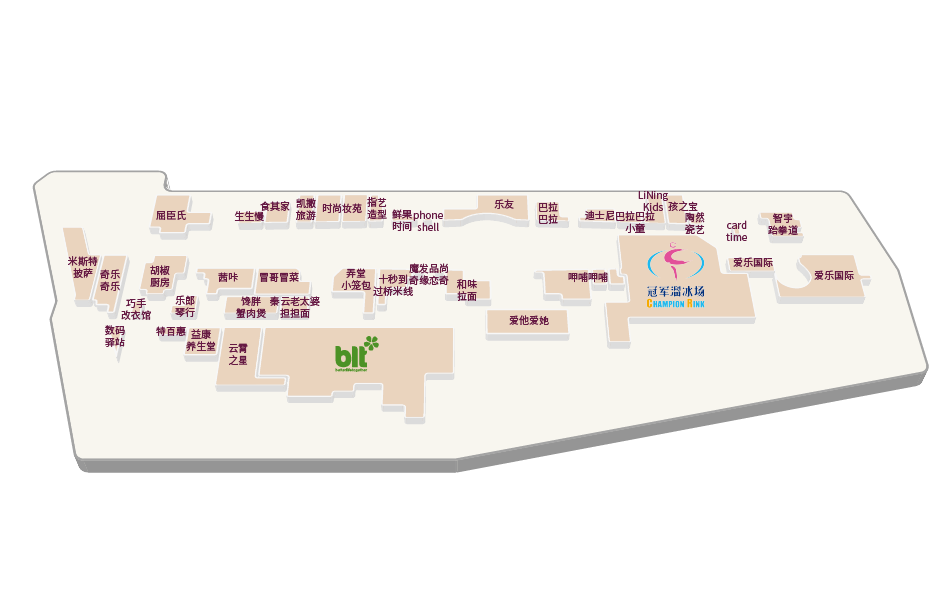 屈臣氏
生生慢
食其家
凯撒
旅游
时尚妆苑
指艺
造型
鲜果
时间
phone
shell
乐友
巴拉
巴拉
迪士尼
巴拉巴拉
小童
LiNing
Kids
孩之宝
陶然
瓷艺
card
time
智宇
跆拳道
米斯特
披萨
奇乐
奇乐
胡椒
厨房
茜咔
冒哥冒菜
弄堂
小笼包
十秒到
过桥米线
魔发品尚
奇缘恋奇
和味
拉面
呷哺呷哺
冠军溜冰场
CHAMPION RINK
爱乐国际
爱乐国际
巧手
改衣馆
乐郎
琴行
馋胖
蟹肉煲
秦云老太婆
担担面
爱他爱她
数码
驿站
特百惠
益康
养生堂
云霄
之星
blt